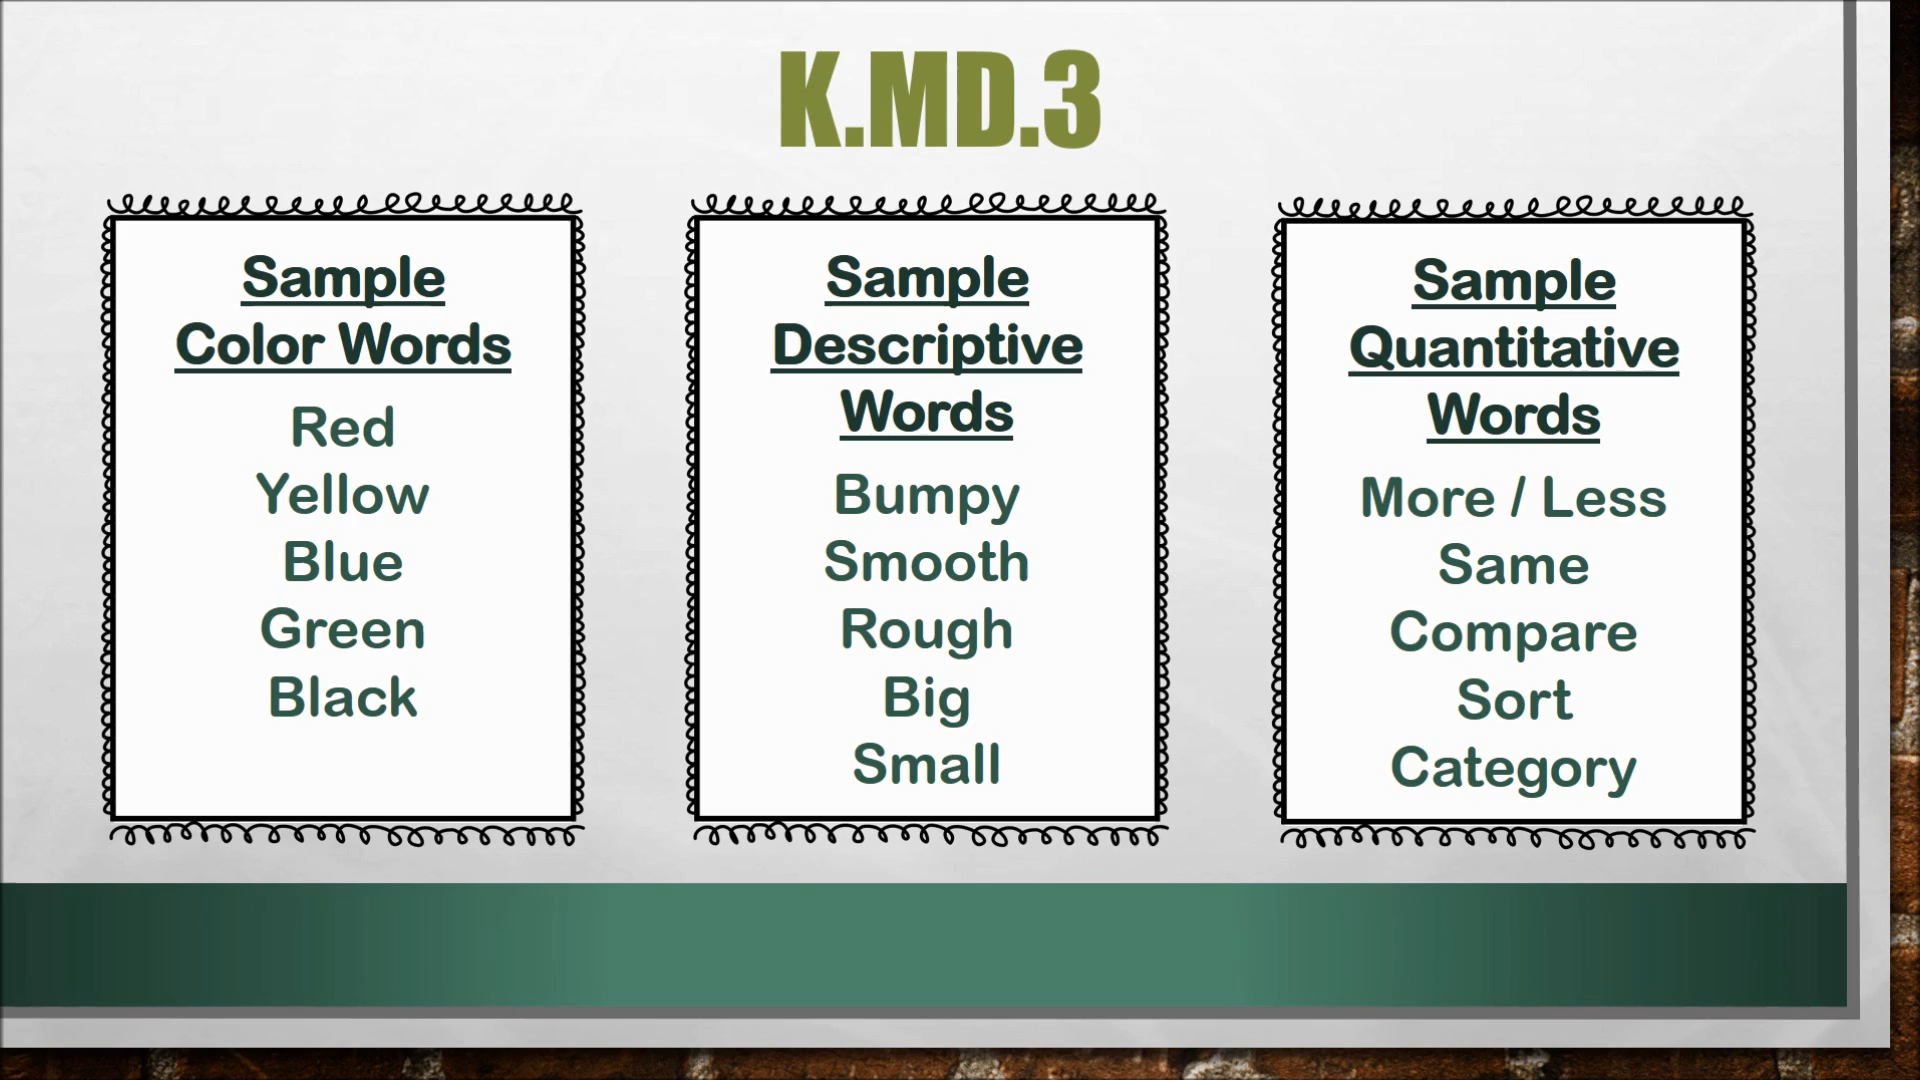 K.MD.3
Sample
Color Words
Red
Yellow
Blue
Green
Black
Sample
Descriptive
Words
Bumpy
Smooth
Rough
Big
Small
Sample
Quantitative
Words
More / Less
Same
Compare
Sort
Category